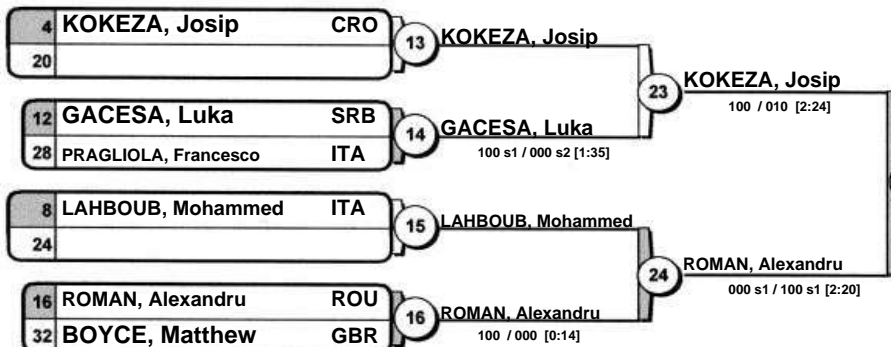 4 KOKEZA, Josip CRO
20
13 KOKEZA, Josip
12 GACESA, Luka SRB
28 PRAGLIOLA, Francesco ITA
14 GACESA, Luka
100 s1 / 000 s2 [1:35]
23 KOKEZA, Josip
100 / 010 [2:24]
8 LAHBOUB, Mohammed ITA
24
15 LAHBOUB, Mohammed
16 ROMAN, Alexandru ROU
32 BOYCE, Matthew GBR
16 ROMAN, Alexandru
100 / 000 [0:14]
24 ROMAN, Alexandru
000 s1 / 100 s1 [2:20]